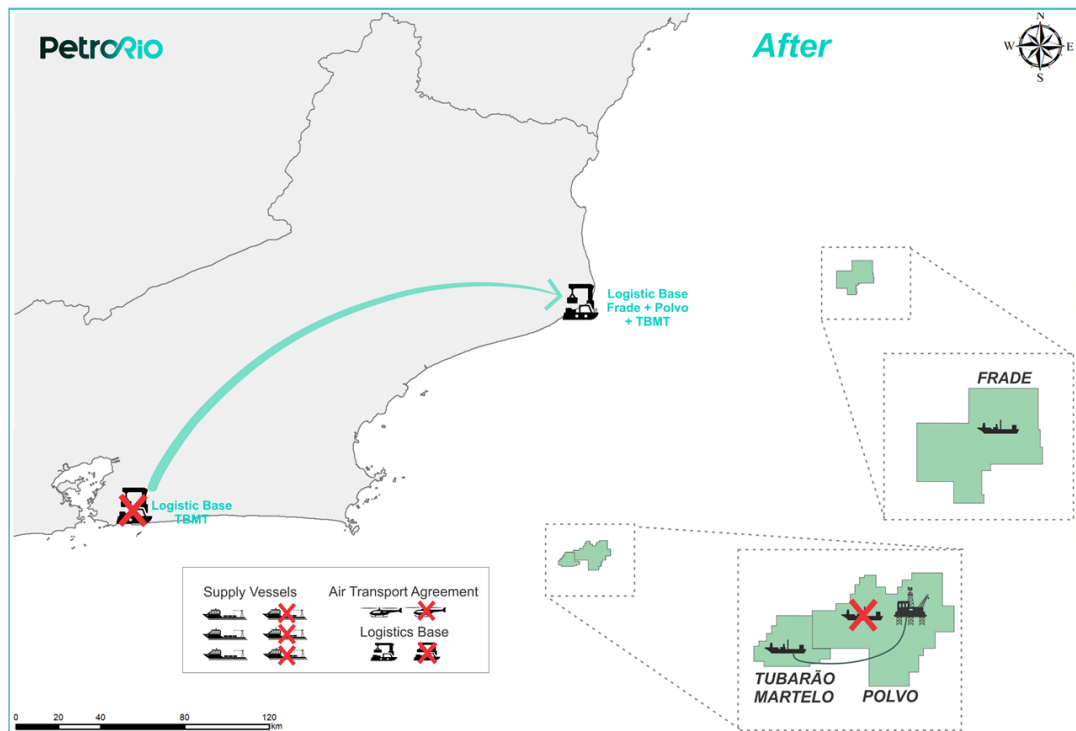 PetroRio
After
N
W E
S
Logistic Base
Frade + Polvo
+ TBMT
FRADE
Logistic Base
TBMT
Supply Vessels
Air Transport Agreement
Logistics Base
TUBARÃO
MARTELO
POLVO
0 20 40 60 80 120
km